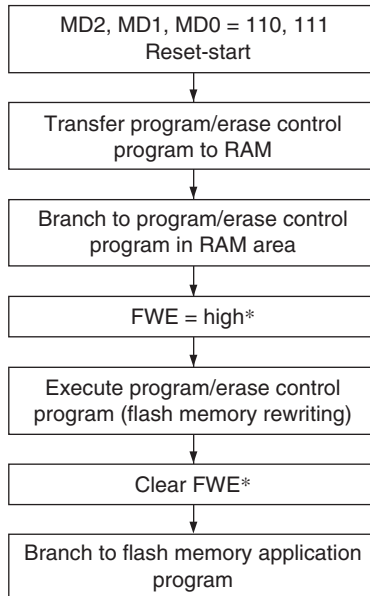 MD2, MD1, MD0 = 110, 111
Reset-start
Transfer program/erase control
program to RAM
Branch to program/erase control
program in RAM area
FWE = high*
Execute program/erase control
program (flash memory rewriting)
Clear FWE*
Branch to flash memory application
program